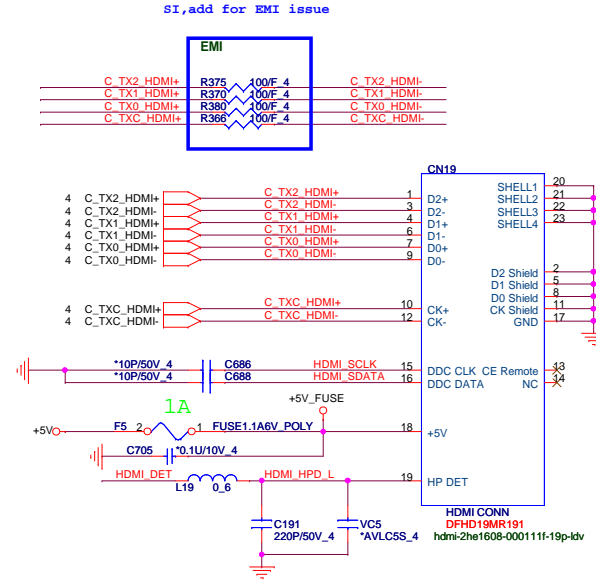 SI,add for EMI issue
EMI
C_TX2_HDMI+ R375 100/F_4 C_TX2_HDMI-
C_TX1_HDMI+ R370 100/F_4 C_TX1_HDMI-
C_TX0_HDMI+ R380 100/F_4 C_TX0_HDMI-
C_TXC_HDMI+ R366 100/F_4 C_TXC_HDMI-
CN19
SHELL1 20
SHELL2 21
SHELL3 22
SHELL4 23
4 C_TX2_HDMI+ C_TX2_HDMI+ 1 D2+
4 C_TX2_HDMI- C_TX2_HDMI- 3 D2-
4 C_TX1_HDMI+ C_TX1_HDMI+ 4 D1+
4 C_TX1_HDMI- C_TX1_HDMI- 6 D1-
4 C_TX0_HDMI+ C_TX0_HDMI+ 7 D0+
4 C_TX0_HDMI- C_TX0_HDMI- 9 D0-
D2 Shield 2
D1 Shield 5
D0 Shield 8
CK Shield 11
GND 17
4 C_TXC_HDMI+ C_TXC_HDMI+ 10 CK+
4 C_TXC_HDMI- C_TXC_HDMI- 12 CK-
*10P/50V_4 C686 HDMI_SCLK 15 DDC CLK CE Remote 13
*10P/50V_4 C688 HDMI_SDATA 16 DDC DATA NC 14
+5V_FUSE
1A
+5V F5 2 1 FUSE1.1A6V_POLY 18 +5V
C705 *0.1U/10V_4
HDMI_DET L19 0_6 HDMI_HPD_L 19 HP DET
C191
220P/50V_4
VC5
*AVLC5S_4
HDMI CONN
DFHD19MR191
hdmi-2he1608-000111f-19p-ldv